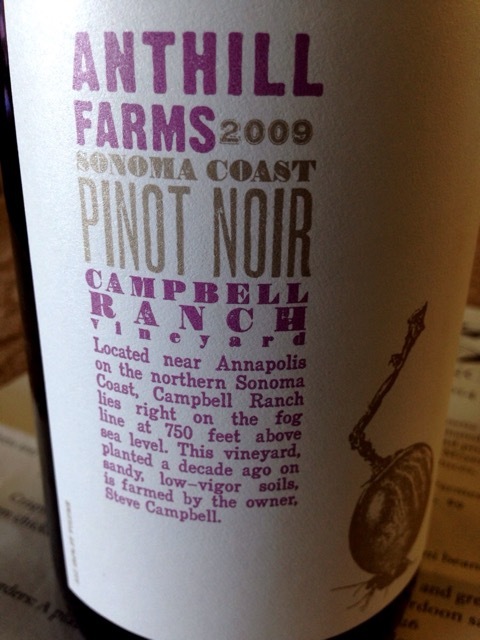 ANTHILL
FARMS 2009
SONOMA COAST
PINOT NOIR
CAMPBELL
RANCH
vineyard
Located near Annapolis
on the northern Sonoma
Coast, Campbell Ranch
lies right on the fog
line at 750 feet above
sea level. This vineyard,
planted a decade ago on
sandy, low-vigor soils,
is farmed by the owner,
Steve Campbell.